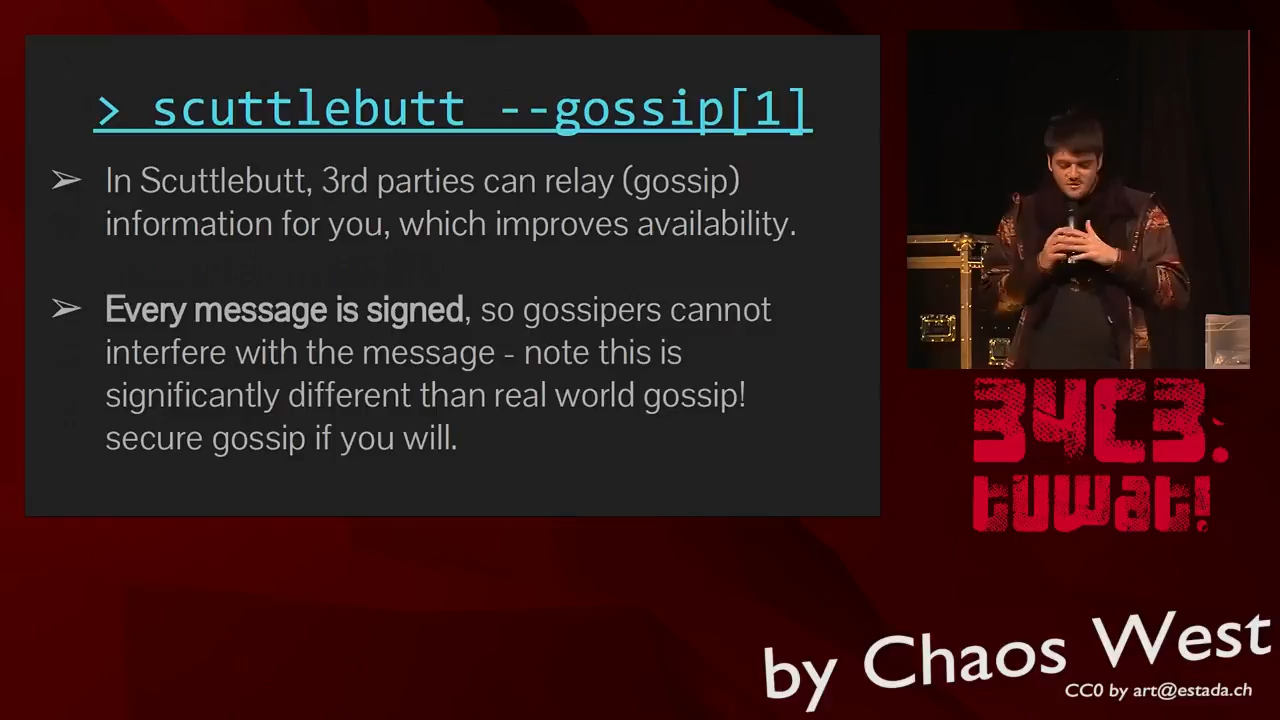 > scuttlebutt --gossip[1]
➢ In Scuttlebutt, 3rd parties can relay (gossip)
information for you, which improves availability.
➢ Every message is signed, so gossipers cannot
interfere with the message - note this is
significantly different than real world gossip!
secure gossip if you will.
34C3:
tuwat!
by Chaos West
CC0 by art@estada.ch